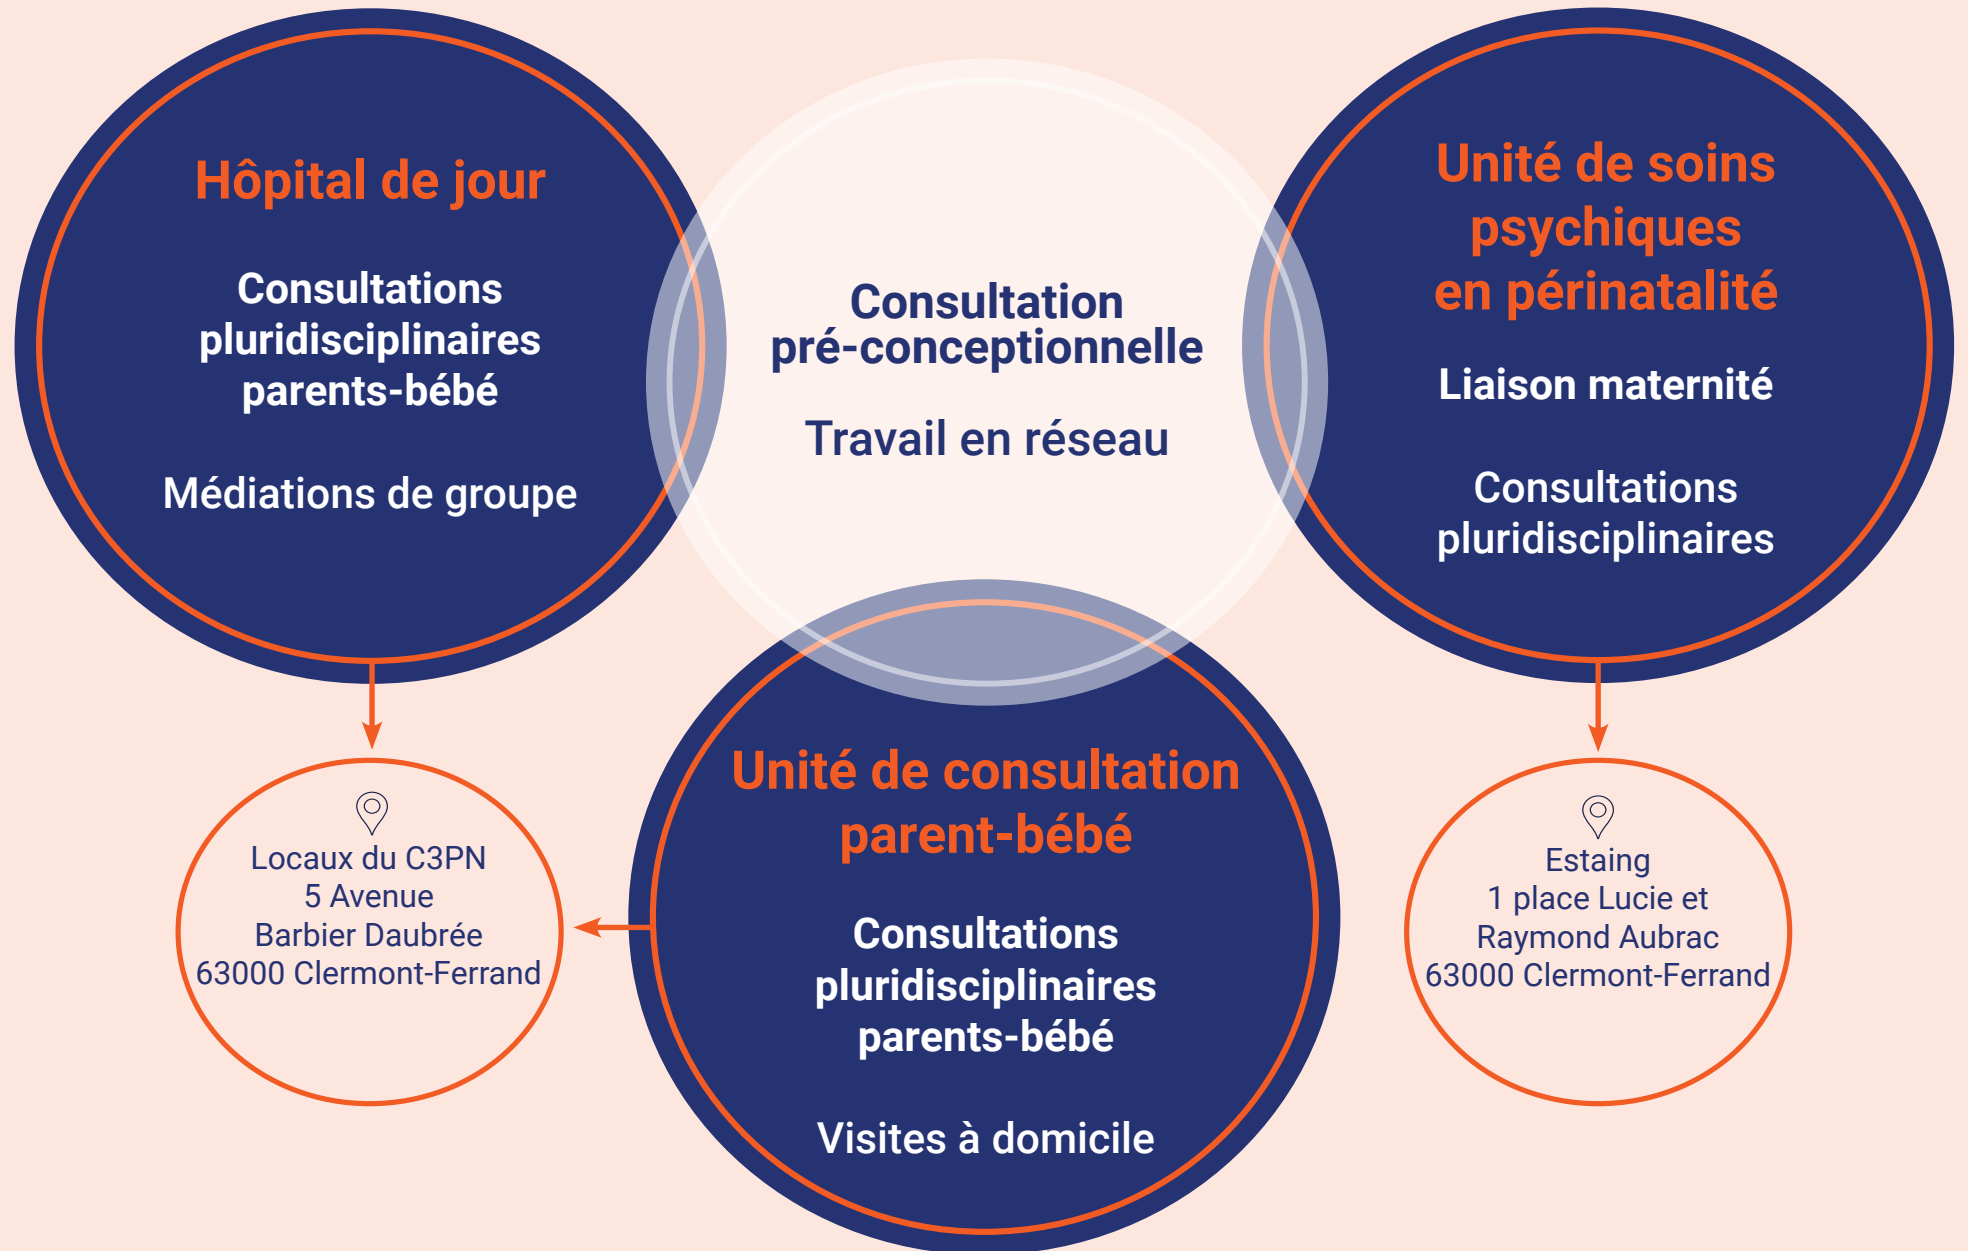 Hôpital de jour
Consultations
pluridisciplinaires
parents-bébé
Médiations de groupe
Consultation
pré-conceptionnelle
Travail en réseau
Unité de soins
psychiques
en périnatalité
Liaison maternité
Consultations
pluridisciplinaires
Unité de consultation
parent-bébé
Consultations
pluridisciplinaires
parents-bébé
Visites à domicile
Locaux du C3PN
5 Avenue
Barbier Daubrée
63000 Clermont-Ferrand
Estaing
1 place Lucie et
Raymond Aubrac
63000 Clermont-Ferrand